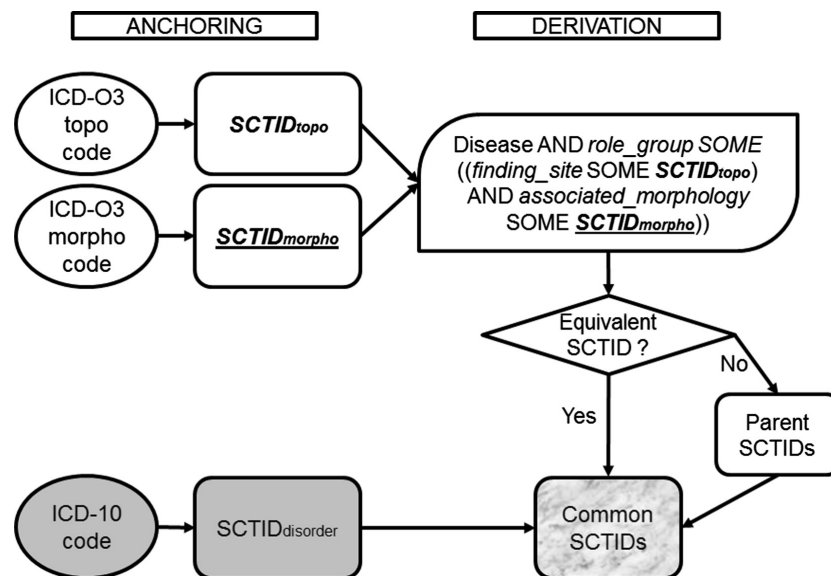 ANCHORING
DERIVATION
ICD-O3
topo
code
SCTIDtopo
ICD-O3
morpho
code
SCTIDmorpho
Disease AND role_group SOME
((finding_site SOME SCTIDtopo)
AND associated_morphology
SOME SCTIDmorpho))
Equivalent
SCTID ?
No
Yes
Parent
SCTIDs
ICD-10
code
SCTIDdisorder
Common
SCTIDs